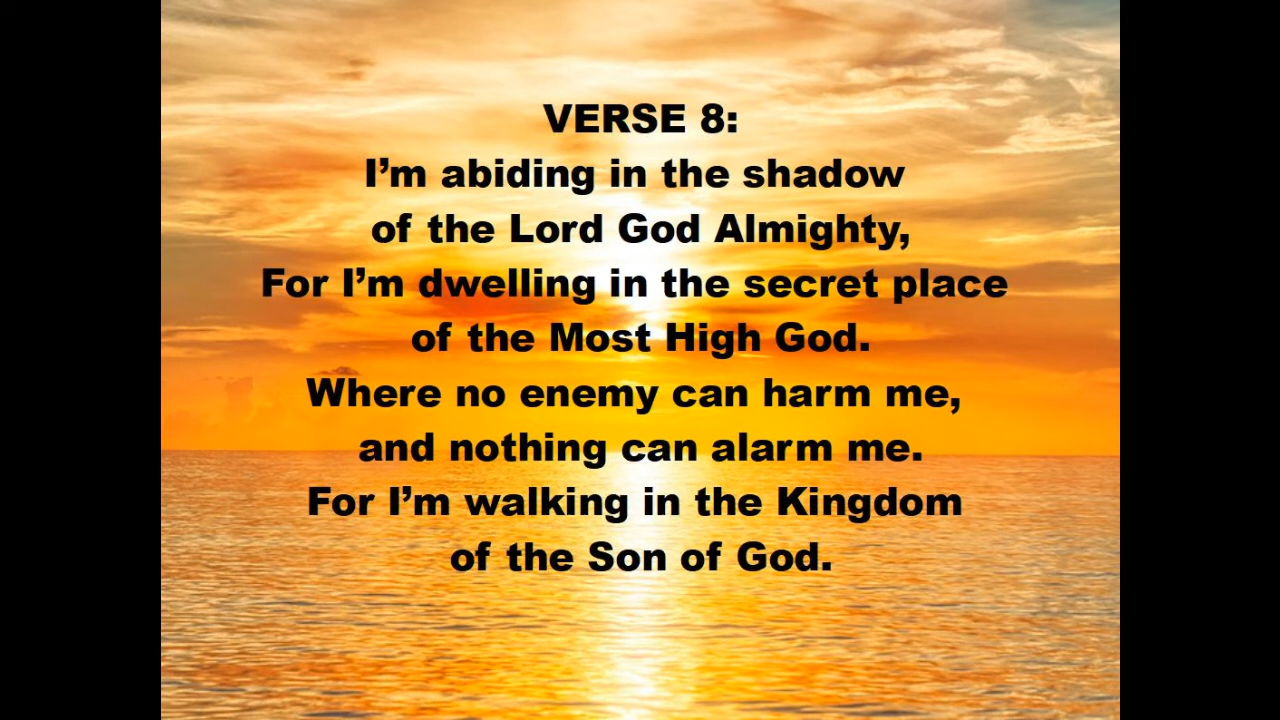 VERSE 8:
I’m abiding in the shadow
of the Lord God Almighty,
For I’m dwelling in the secret place
of the Most High God.
Where no enemy can harm me,
and nothing can alarm me.
For I’m walking in the Kingdom
of the Son of God.